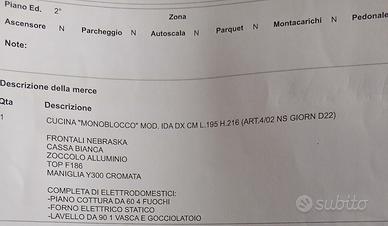 Piano Ed. 2°
Zona
Ascensore N Parcheggio N Autoscala N Parquet N Montacarichi N Pedonale
Note:
Descrizione della merce
Qta Descrizione
1 CUCINA "MONOBLOCCO" MOD. IDA DX CM L.195 H.216 (ART.4/02 NS GIORN D22)
FRONTALI NEBRASKA
CASSA BIANCA
ZOCCOLO ALLUMINIO
TOP F186
MANIGLIA Y300 CROMATA
COMPLETA DI ELETTRODOMESTICI:
-PIANO COTTURA DA 60 4 FUOCHI
-FORNO ELETTRICO STATICO
-LAVELLO DA 90 1 VASCA E GOCCIOLATOIO
subito